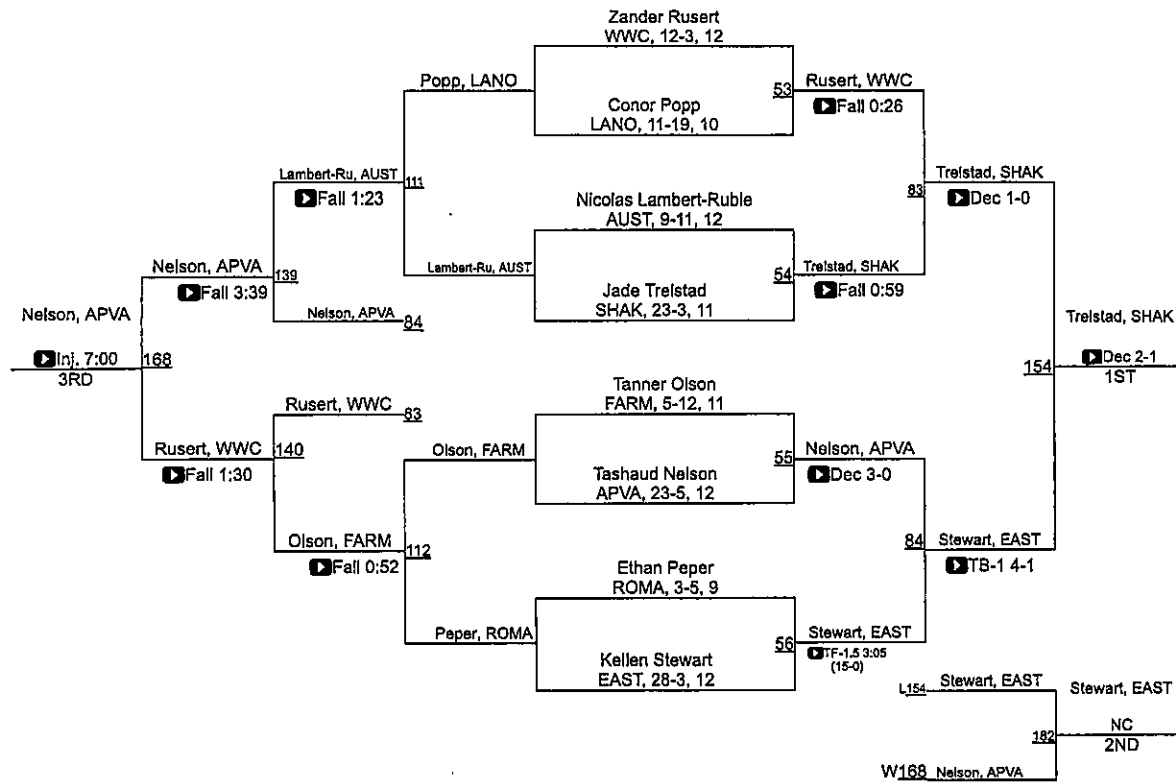 Zander Rusert
WWC, 12-3, 12
Popp, LANO
53
Rusert, WWC
Fall 0:26
Conor Popp
LANO, 11-19, 10
Lambert-Ru, AUST
111
Fall 1:23
83
Trelstad, SHAK
Dec 1-0
Nicolas Lambert-Ruble
AUST, 9-11, 12
Nelson, APVA
139
Fall 3:39
Lambert-Ru, AUST
54
Trelstad, SHAK
Fall 0:59
Jade Trelstad
SHAK, 23-3, 11
Nelson, APVA
84
Nelson, APVA
Inj. 7:00
168
3RD
Trelstad, SHAK
154
Dec 2-1
1ST
Tanner Olson
FARM, 5-12, 11
Rusert, WWC
83
Rusert, WWC
140
Fall 1:30
Olson, FARM
55
Nelson, APVA
Dec 3-0
Tashaud Nelson
APVA, 23-5, 12
Olson, FARM
112
Fall 0:52
84
Stewart, EAST
TB-1 4-1
Ethan Peper
ROMA, 3-5, 9
Peper, ROMA
56
Stewart, EAST
TF-1.5 3:05
(15-0)
Kellen Stewart
EAST, 28-3, 12
L154
Stewart, EAST
Stewart, EAST
182
NC
2ND
W168
Nelson, APVA